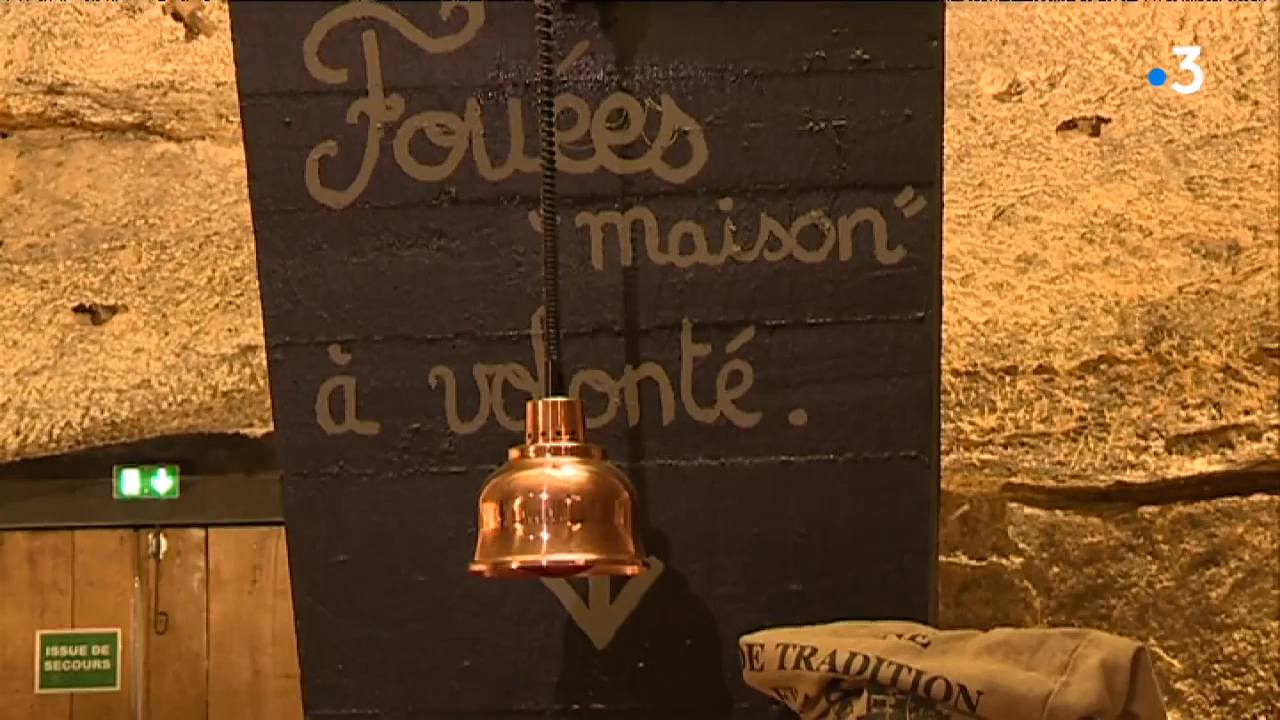 3
Fouées
"maison"
à volonté.
ISSUE DE
SECOURS
DE TRADITION